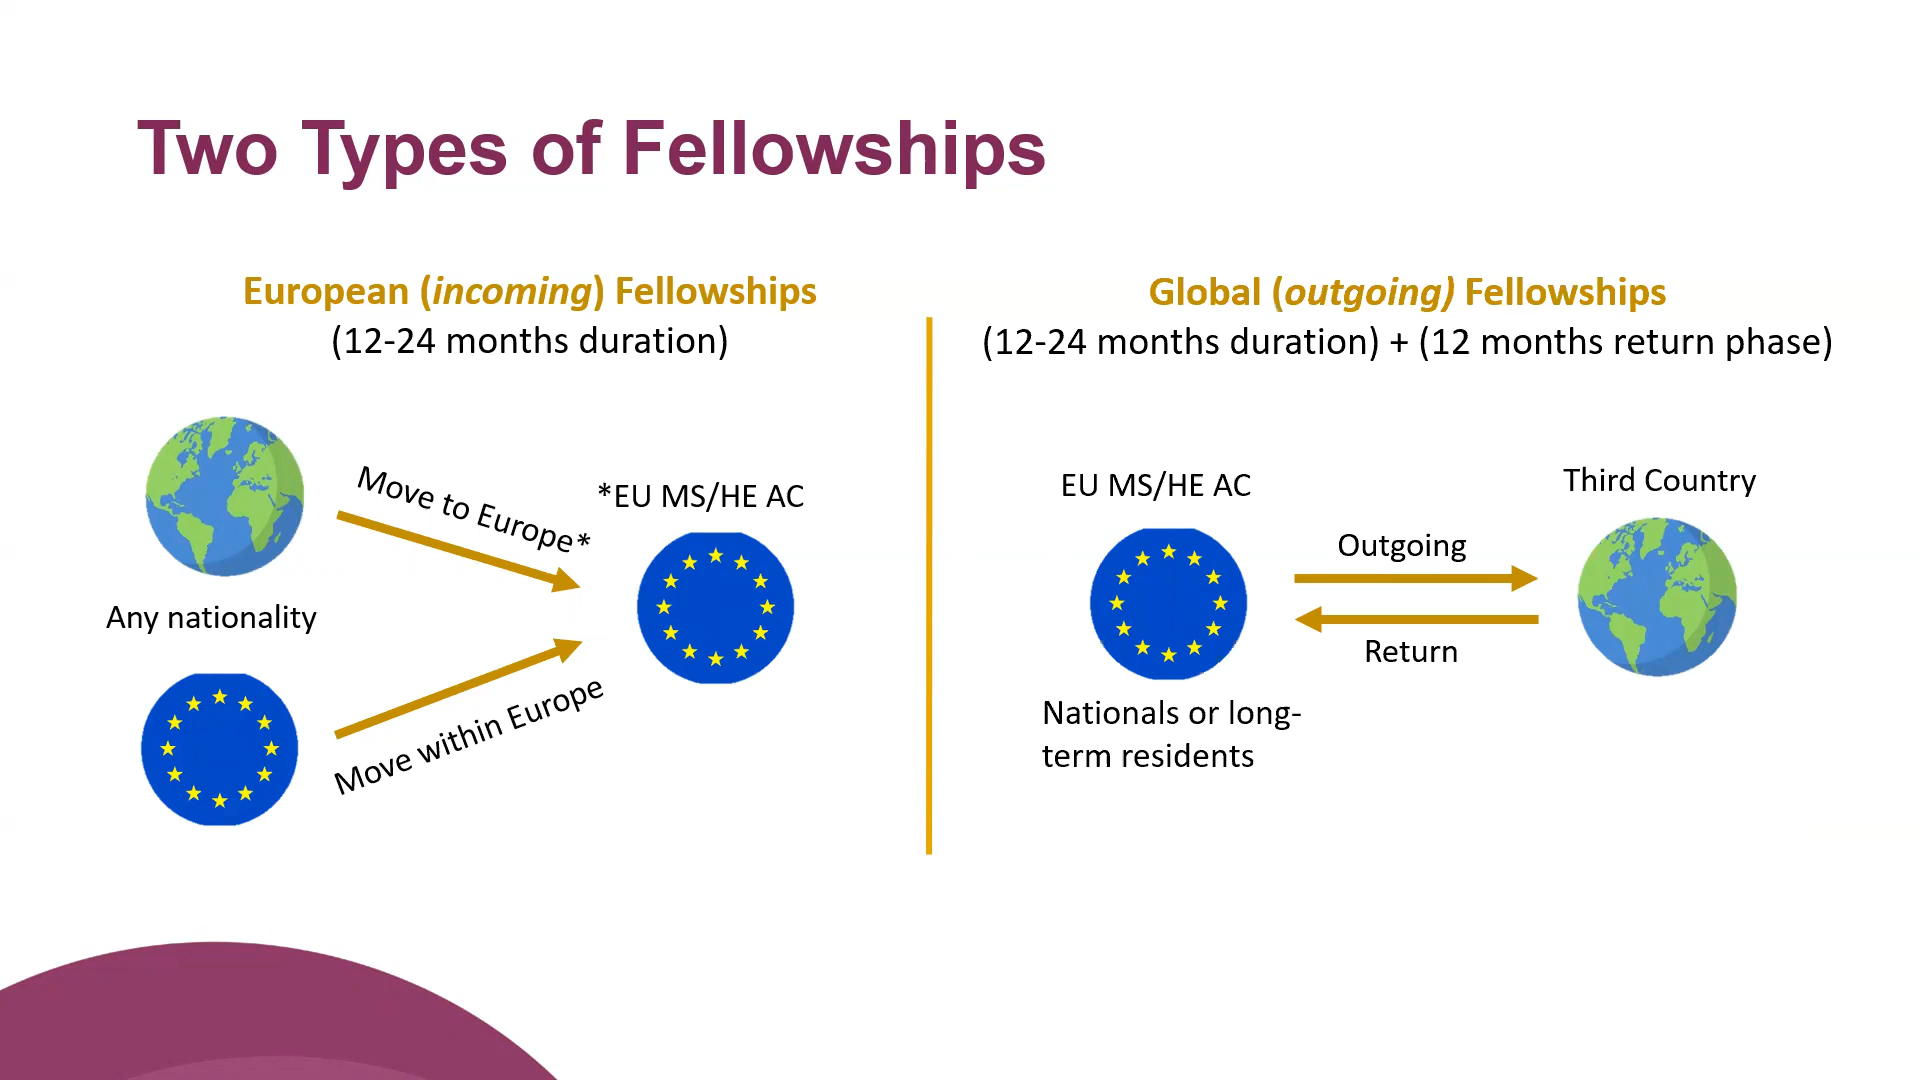 Two Types of Fellowships
European (incoming) Fellowships
(12-24 months duration)
Move to Europe*
*EU MS/HE AC
Any nationality
Move within Europe
Global (outgoing) Fellowships
(12-24 months duration) + (12 months return phase)
EU MS/HE AC
Third Country
Outgoing
Return
Nationals or long-
term residents